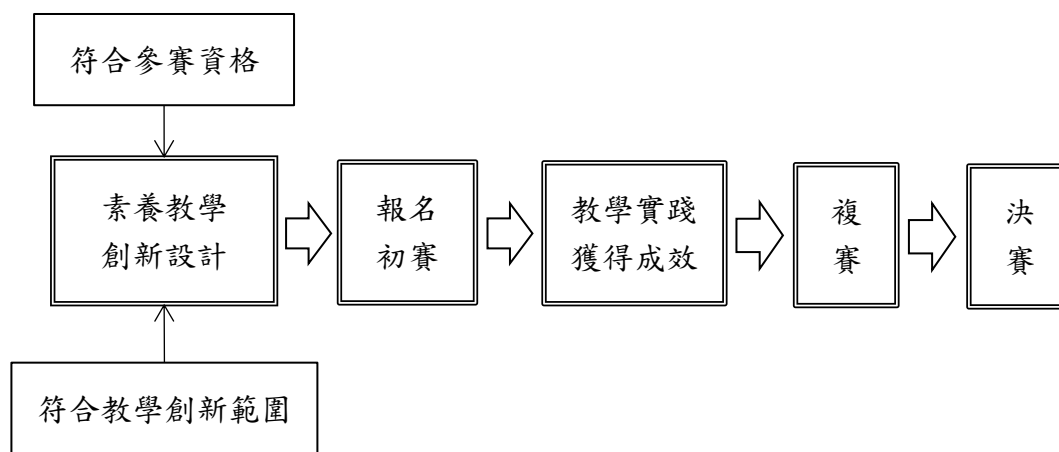 符合參賽資格
素養教學
創新設計
報名
初賽
教學實踐
獲得成效
複
賽
決
賽
符合教學創新範圍